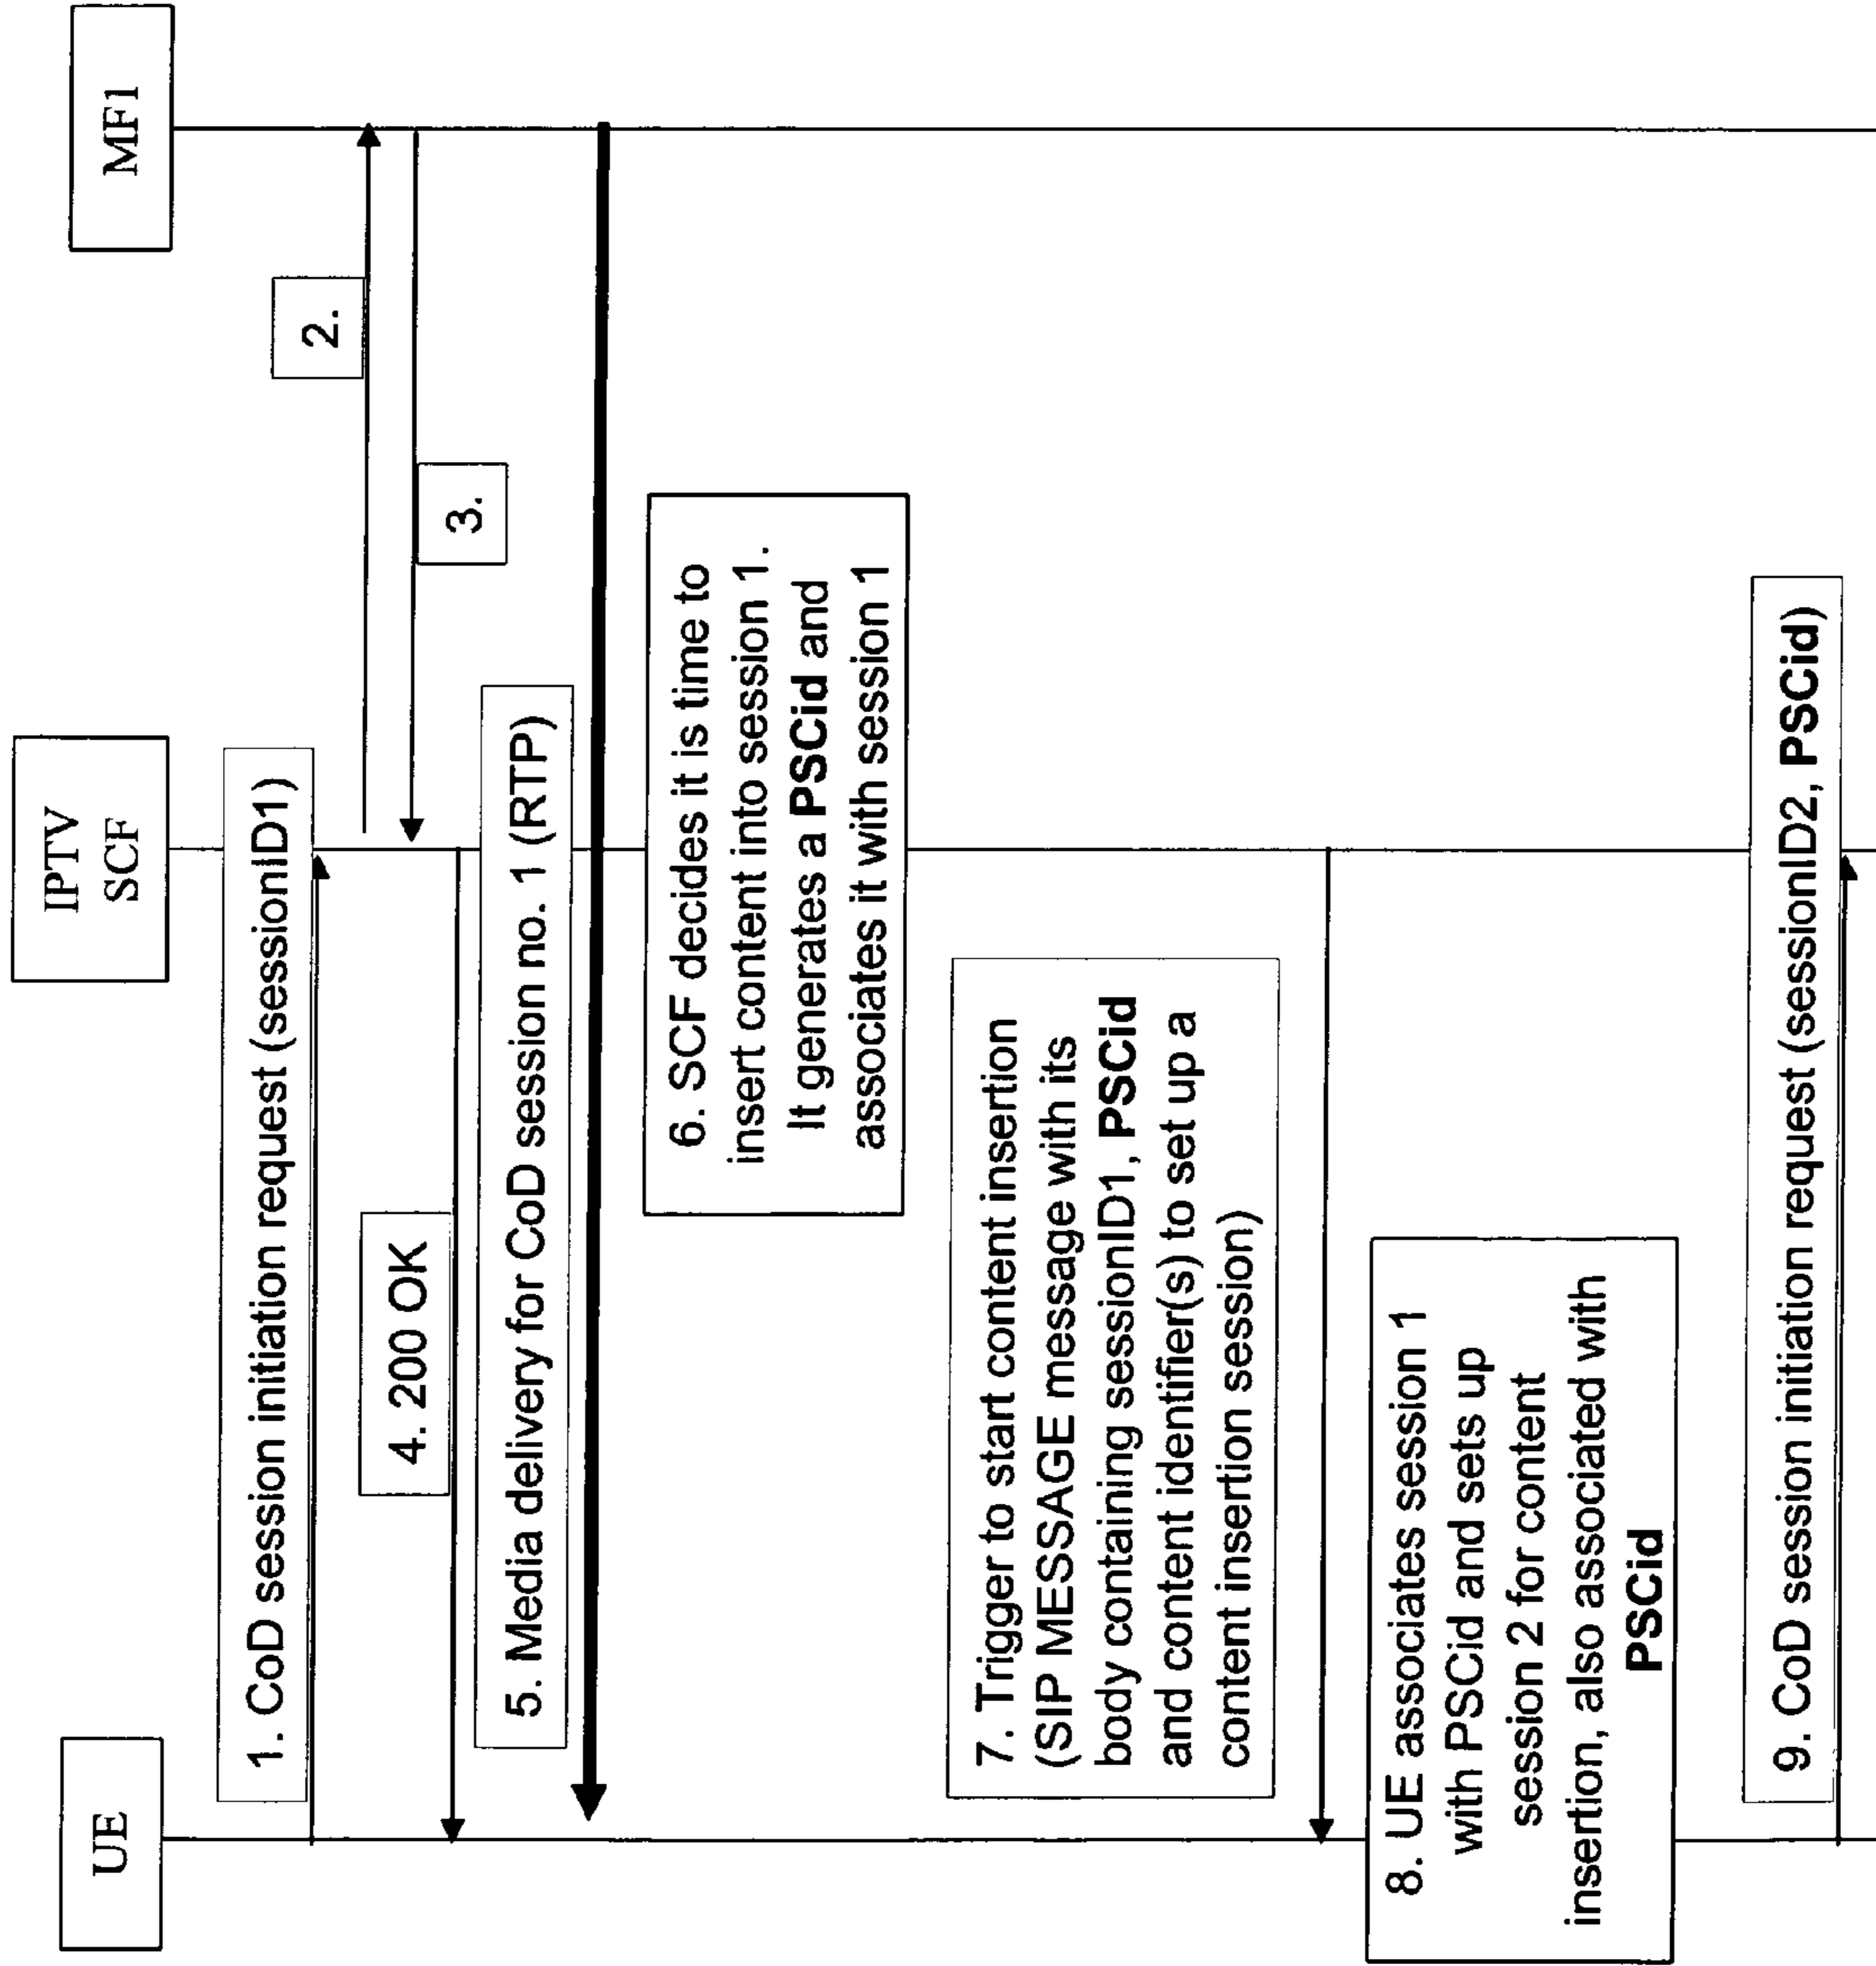 UE
IPTV
SCF
MF1
1. CoD session initiation request (sessionID1)
2.
3.
4. 200 OK
5. Media delivery for CoD session no. 1 (RTP)
6. SCF decides it is time to
insert content into session 1.
It generates a PSCid and
associates it with session 1
7. Trigger to start content insertion
(SIP MESSAGE message with its
body containing sessionID1, PSCid
and content identifier(s) to set up a
content insertion session)
8. UE associates session 1
with PSCid and sets up
session 2 for content
insertion, also associated with
PSCid
9. CoD session initiation request (sessionID2, PSCid)